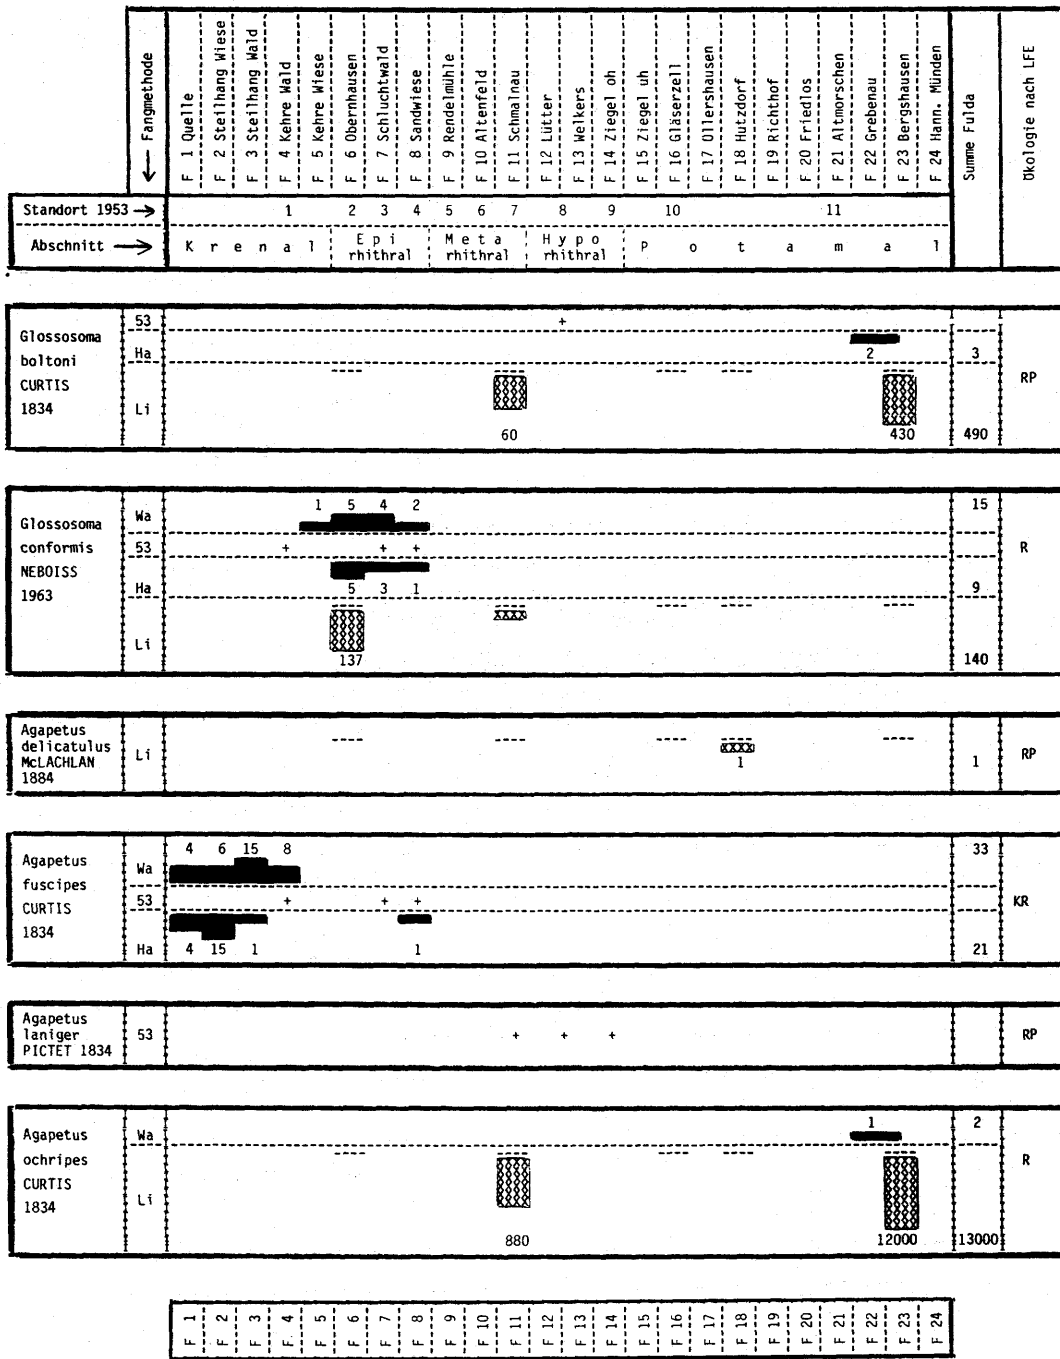 Fangmethode
F 1 Quelle
F 2 Steilhang Wiese
F 3 Steilhang Wald
F 4 Kehre Wald
F 5 Kehre Wiese
F 6 Obernhausen
F 7 Schluchtwald
F 8 Sandwiese
F 9 Rendelmühle
F 10 Altenfeld
F 11 Schmalnau
F 12 Lütter
F 13 Welkers
F 14 Ziegel oh
F 15 Ziegel uh
F 16 Gläserzell
F 17 Ollershausen
F 18 Hutzdorf
F 19 Richthof
F 20 Friedlos
F 21 Altmorschen
F 22 Grebenau
F 23 Bergshausen
F 24 Hann. Münden
Summe Fulda
Ökologie nach LFE
Standort 1953 → 1 2 3 4 5 6 7 8 9 10 11
Abschnitt → Krenal Epi rhithral Meta rhithral Hypo rhithral Potamal
Glossosoma
boltoni
CURTIS
1834
53 +
Ha 2 3
Li 60 430 490
RP
Glossosoma
conformis
NEBOISS
1963
Wa 1 5 4 2 15
53 + + +
Ha 5 3 1 9
Li 137 140
R
Agapetus
delicatulus
McLACHLAN
1884
Li 1 1 RP
Agapetus
fuscipes
CURTIS
1834
Wa 4 6 15 8 33
53 + + +
Ha 4 15 1 1 21
KR
Agapetus
laniger
PICTET 1834
53 + + + RP
Agapetus
ochripes
CURTIS
1834
Wa 1 2
Li 880 12000 13000
R
F 1 F 2 F 3 F 4 F 5 F 6 F 7 F 8 F 9 F 10 F 11 F 12 F 13 F 14 F 15 F 16 F 17 F 18 F 19 F 20 F 21 F 22 F 23 F 24